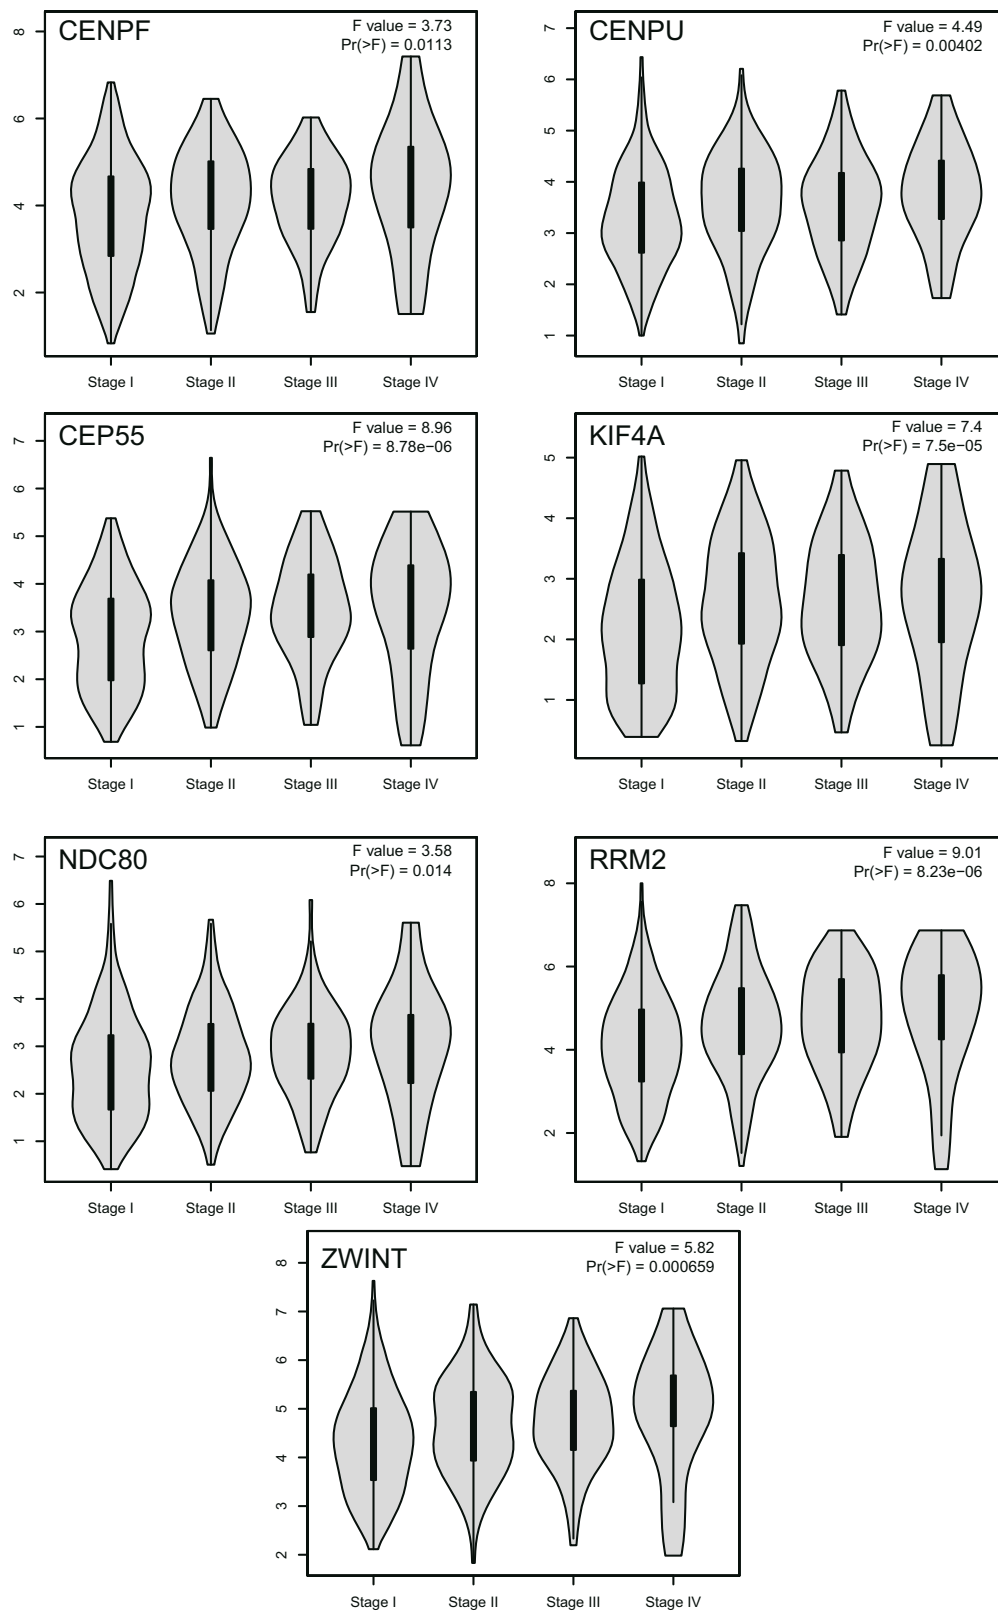 CENPF
F value = 3.73
Pr(>F) = 0.0113
8
6
4
2
Stage I Stage II Stage III Stage IV
CENPU
F value = 4.49
Pr(>F) = 0.00402
7
6
5
4
3
2
1
Stage I Stage II Stage III Stage IV
CEP55
F value = 8.96
Pr(>F) = 8.78e−06
7
6
5
4
3
2
1
Stage I Stage II Stage III Stage IV
KIF4A
F value = 7.4
Pr(>F) = 7.5e−05
5
4
3
2
1
Stage I Stage II Stage III Stage IV
NDC80
F value = 3.58
Pr(>F) = 0.014
7
6
5
4
3
2
1
Stage I Stage II Stage III Stage IV
RRM2
F value = 9.01
Pr(>F) = 8.23e−06
8
6
4
2
Stage I Stage II Stage III Stage IV
ZWINT
F value = 5.82
Pr(>F) = 0.000659
8
7
6
5
4
3
2
Stage I Stage II Stage III Stage IV